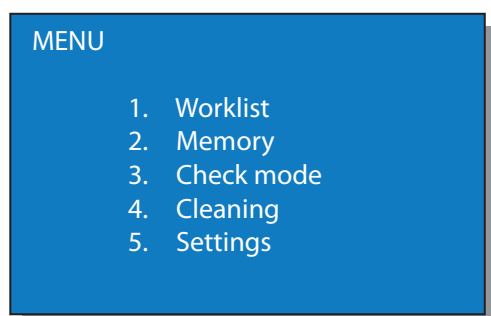 MENU
1. Worklist
2. Memory
3. Check mode
4. Cleaning
5. Settings